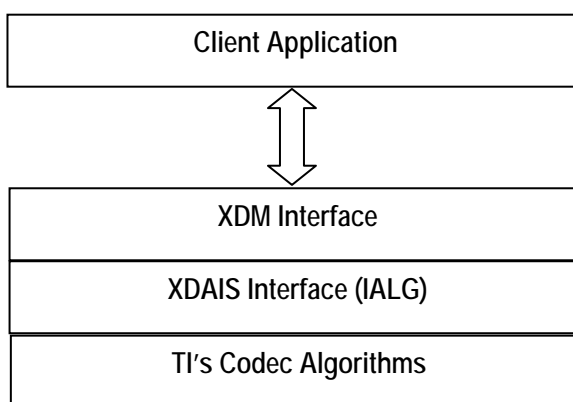 Client Application
XDM Interface
XDAIS Interface (IALG)
TI's Codec Algorithms